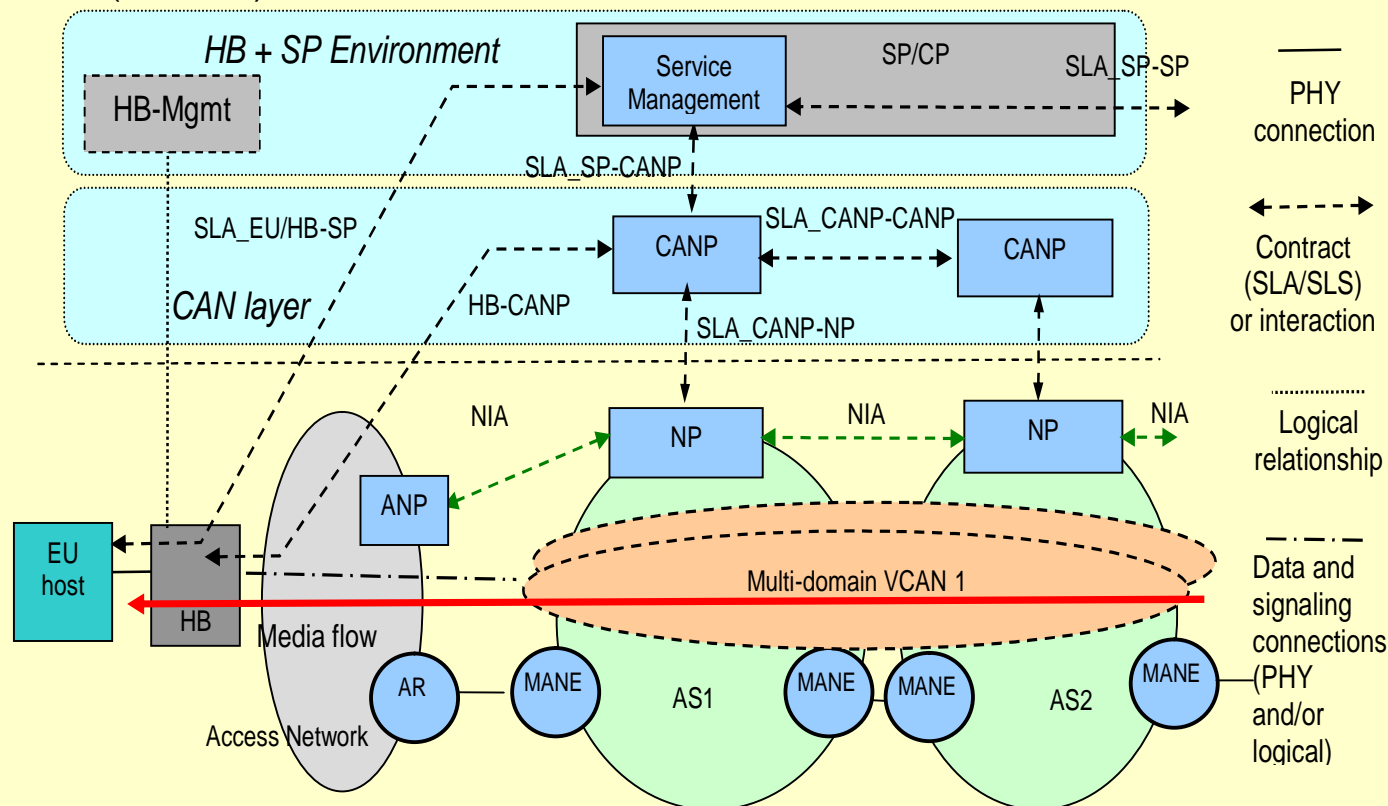 HB + SP Environment
SP/CP
Service
Management
SLA_SP-SP
HB-Mgmt
SLA_SP-CANP
SLA_EU/HB-SP
CANP
SLA_CANP-CANP
CANP
CAN layer
HB-CANP
SLA_CANP-NP
NIA
NP
NIA
NP
NIA
ANP
EU
host
HB
Multi-domain VCAN 1
Media flow
AR
MANE
AS1
MANE
MANE
AS2
MANE
Access Network
PHY
connection
Contract
(SLA/SLS)
or interaction
Logical
relationship
Data and
signaling
connections
(PHY
and/or
logical)